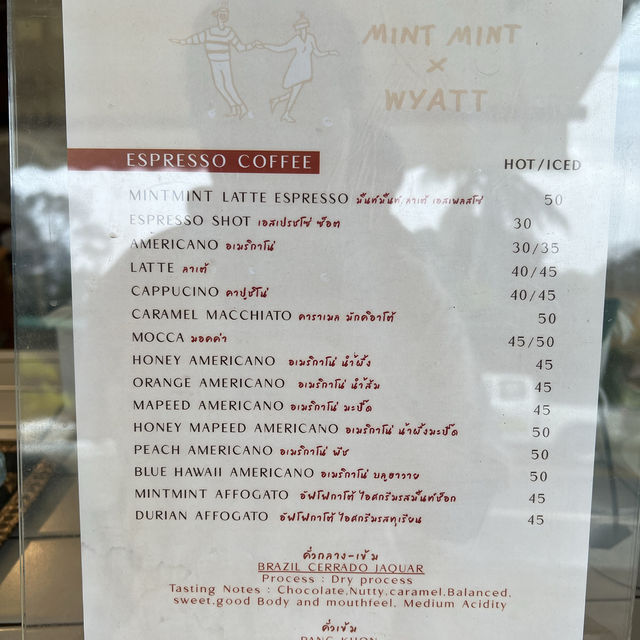 MINT MINT
×
WYATT
ESPRESSO COFFEE HOT/ICED
MINTMINT LATTE ESPRESSO มิ้นท์มิ้นท์ ลาเต้ เอสเพลสโซ่ 50
ESPRESSO SHOT เอสเปรชโซ่ ช็อต 30
AMERICANO อเมริกาโน่ 30/35
LATTE ลาเต้ 40/45
CAPPUCINO คาปูชิโน่ 40/45
CARAMEL MACCHIATO คาราเมล มัคคิอาโต้ 50
MOCCA มอคค่า 45/50
HONEY AMERICANO อเมริกาโน่ น้ำผึ้ง 45
ORANGE AMERICANO อเมริกาโน่ น้ำส้ม 45
MAPEED AMERICANO อเมริกาโน่ มะปี๊ด 45
HONEY MAPEED AMERICANO อเมริกาโน่ น้ำผึ้งมะปี๊ด 50
PEACH AMERICANO อเมริกาโน่ พีช 50
BLUE HAWAII AMERICANO อเมริกาโน่ บลูฮาวาย 50
MINTMINT AFFOGATO อัฟโฟกาโต้ ไอศกรีมรสมิ้นท์ช็อก 45
DURIAN AFFOGATO อัฟโฟกาโต้ ไอศกรีมรสทุเรียน 45
คั่วกลาง-เข้ม
BRAZIL CERRADO JAQUAR
Process : Dry process
Tasting Notes : Chocolate,Nutty.caramel,Balanced,
sweet,good Body and mouthfeel, Medium Acidity
คั่วเข้ม
PANG KHON